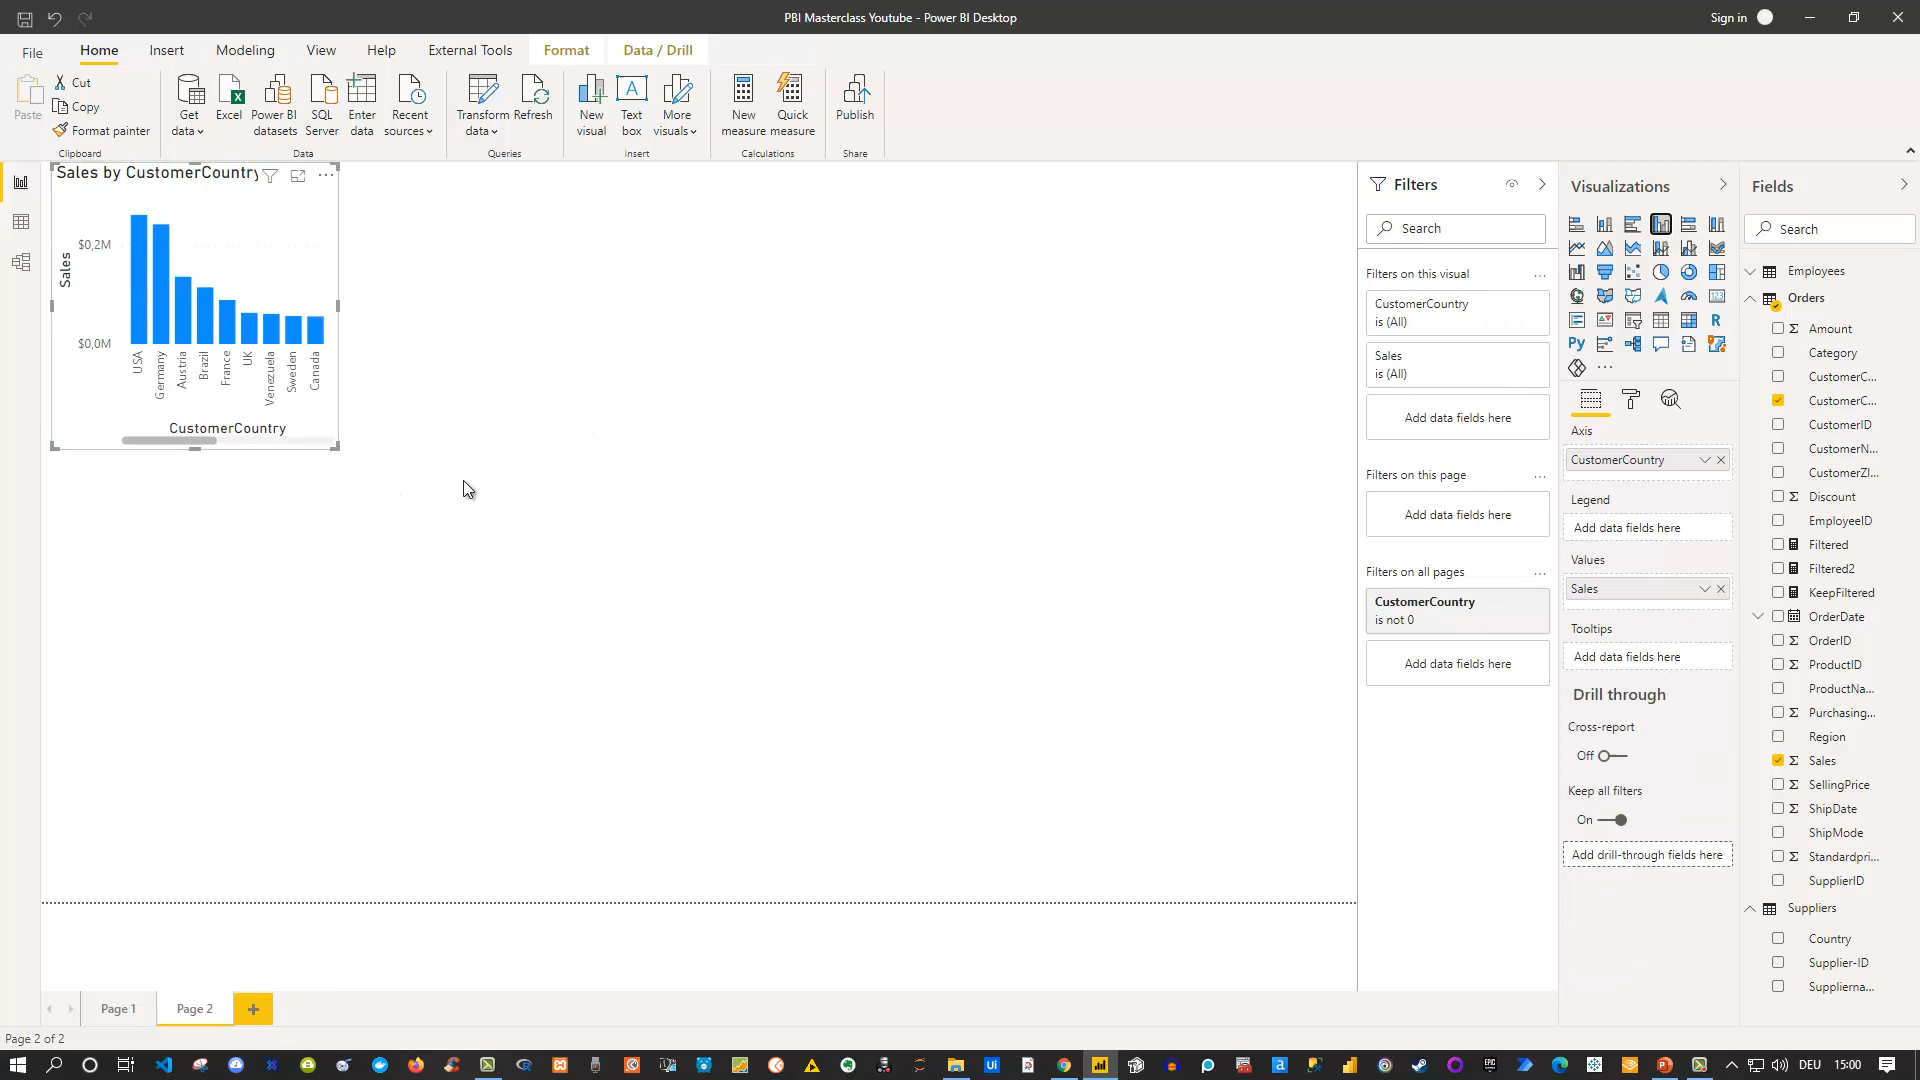 PBI Masterclass Youtube - Power BI Desktop
Sign in
File
Home
Insert
Modeling
View
Help
External Tools
Format
Data / Drill
Paste
Cut
Copy
Format painter
Clipboard
Get data
Excel
Power BI datasets
SQL Server
Enter data
Recent sources
Data
Transform data
Refresh
Queries
New visual
Text box
More visuals
Insert
New measure
Quick measure
Calculations
Publish
Share
Sales by CustomerCountry
Sales
$0,2M
$0,0M
USA
Germany
Austria
Brazil
France
UK
Venezuela
Sweden
Canada
CustomerCountry
Filters
Search
Filters on this visual
CustomerCountry
is (All)
Sales
is (All)
Add data fields here
Filters on this page
Add data fields here
Filters on all pages
CustomerCountry
is not 0
Add data fields here
Visualizations
R
Py
Axis
CustomerCountry
Legend
Add data fields here
Values
Sales
Tooltips
Add data fields here
Drill through
Cross-report
Off
Keep all filters
On
Add drill-through fields here
Fields
Search
Employees
Orders
Amount
Category
CustomerC...
CustomerC...
CustomerID
CustomerN...
CustomerZI...
Discount
EmployeeID
Filtered
Filtered2
KeepFiltered
OrderDate
OrderID
ProductID
ProductNa...
Purchasing...
Region
Sales
SellingPrice
ShipDate
ShipMode
Standardpri...
SupplierID
Suppliers
Country
Supplier-ID
Supplierna...
Page 1
Page 2
Page 2 of 2
DEU
15:00